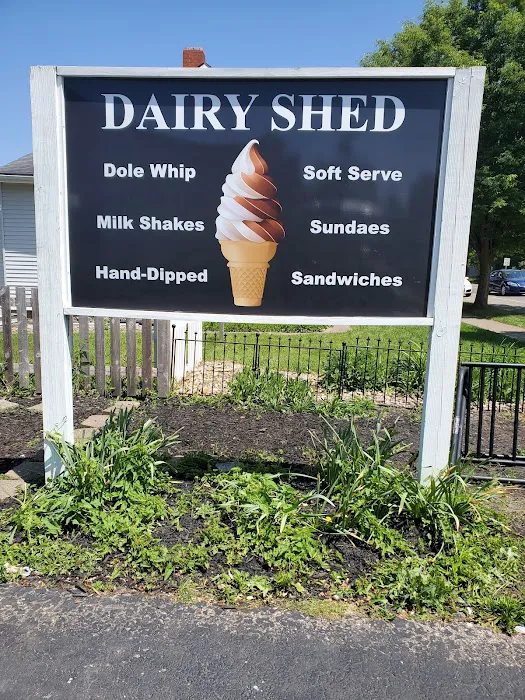 DAIRY SHED
Dole Whip
Soft Serve
Milk Shakes
Sundaes
Hand-Dipped
Sandwiches